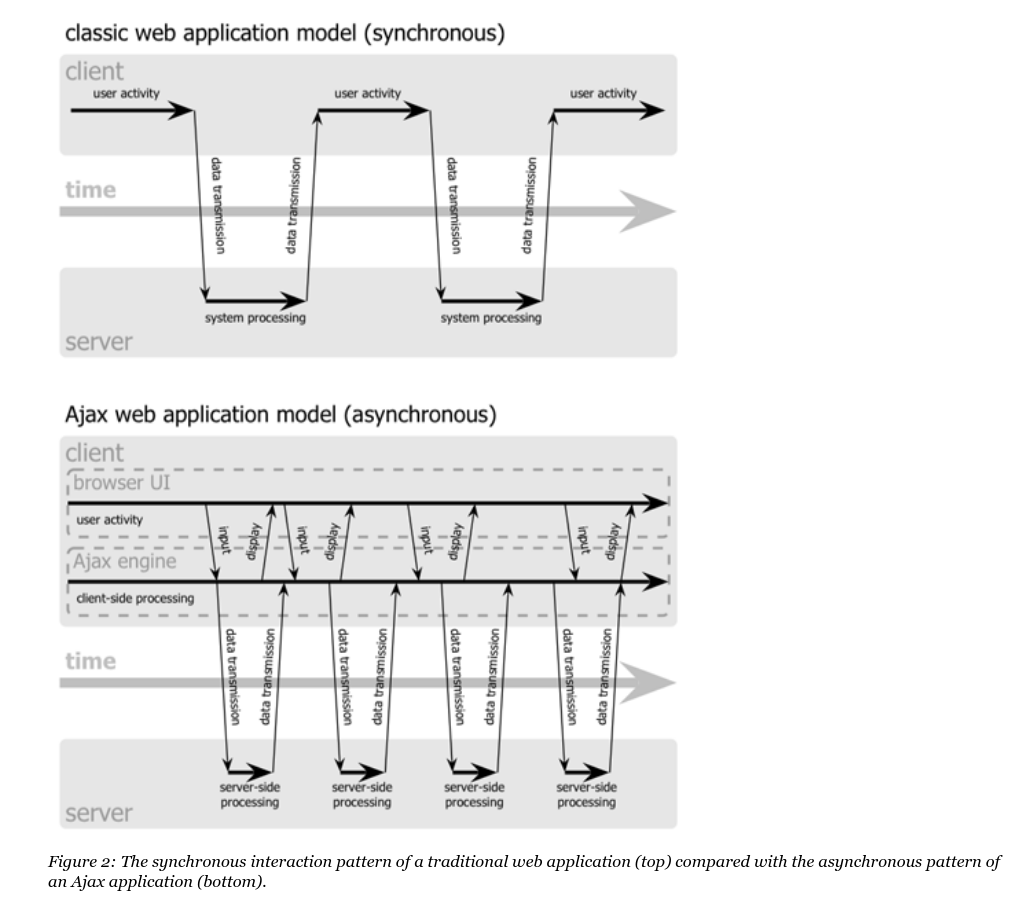 classic web application model (synchronous)
client
user activity
user activity
user activity
data transmission
data transmission
data transmission
data transmission
time
system processing
system processing
server
Ajax web application model (asynchronous)
client
browser UI
user activity
input
display
input
display
input
display
input
display
Ajax engine
client-side processing
data transmission
data transmission
data transmission
data transmission
data transmission
data transmission
data transmission
data transmission
time
server-side
processing
server-side
processing
server-side
processing
server-side
processing
server
Figure 2: The synchronous interaction pattern of a traditional web application (top) compared with the asynchronous pattern of
an Ajax application (bottom).